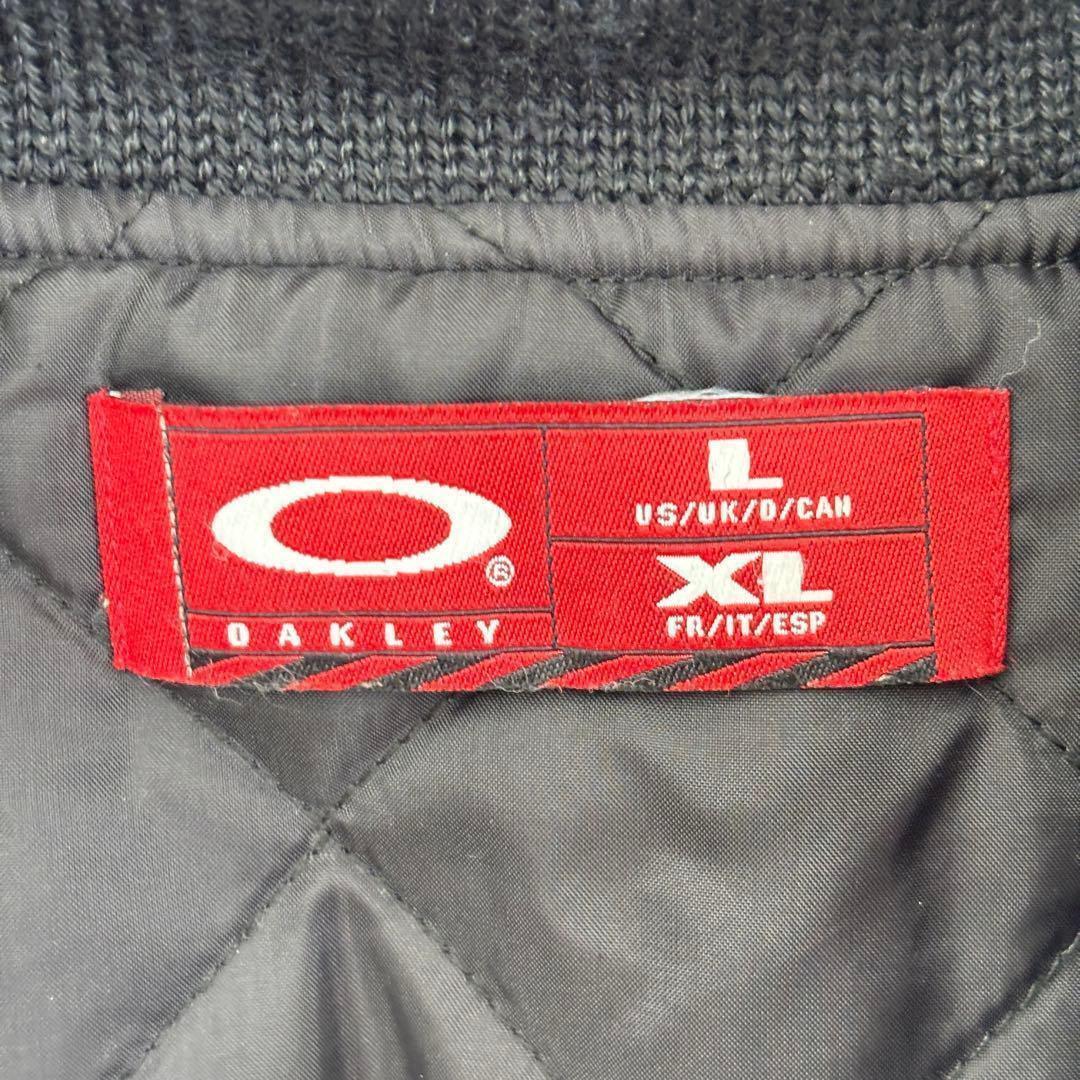 ®
OAKLEY
L
US/UK/D/CAN
XL
FR/IT/ESP